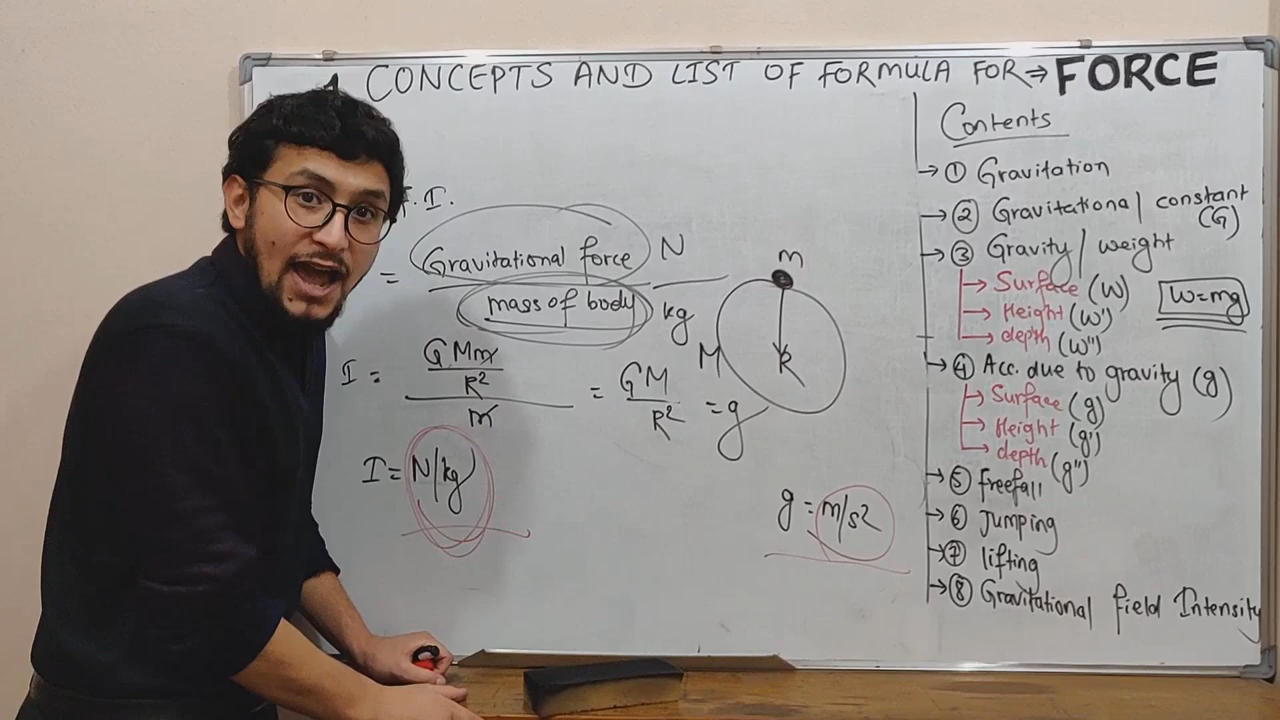 CONCEPTS AND LIST OF FORMULA FOR ⇒ FORCE
.I.
= Gravitational force N
mass of body kg
m
M
R
I = GMm
R²
m
= GM
R²
= g
I = N/kg
g = m/s2
Contents
→ ① Gravitation
→ ② Gravitational constant (G)
→ ③ Gravity/weight
→ Surface (W)
→ Height (W')
→ depth (W'')
W=mg
→ ④ Acc. due to gravity (g)
→ Surface (g)
→ Height (g')
→ depth (g'')
→ ⑤ freefall
→ ⑥ Jumping
→ ⑦ lifting
→ ⑧ Gravitational field Intensity